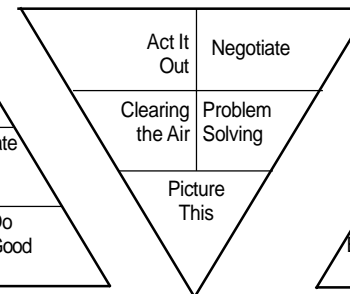 Act It
Out
Negotiate
Clearing
the Air
Problem
Solving
Picture
This